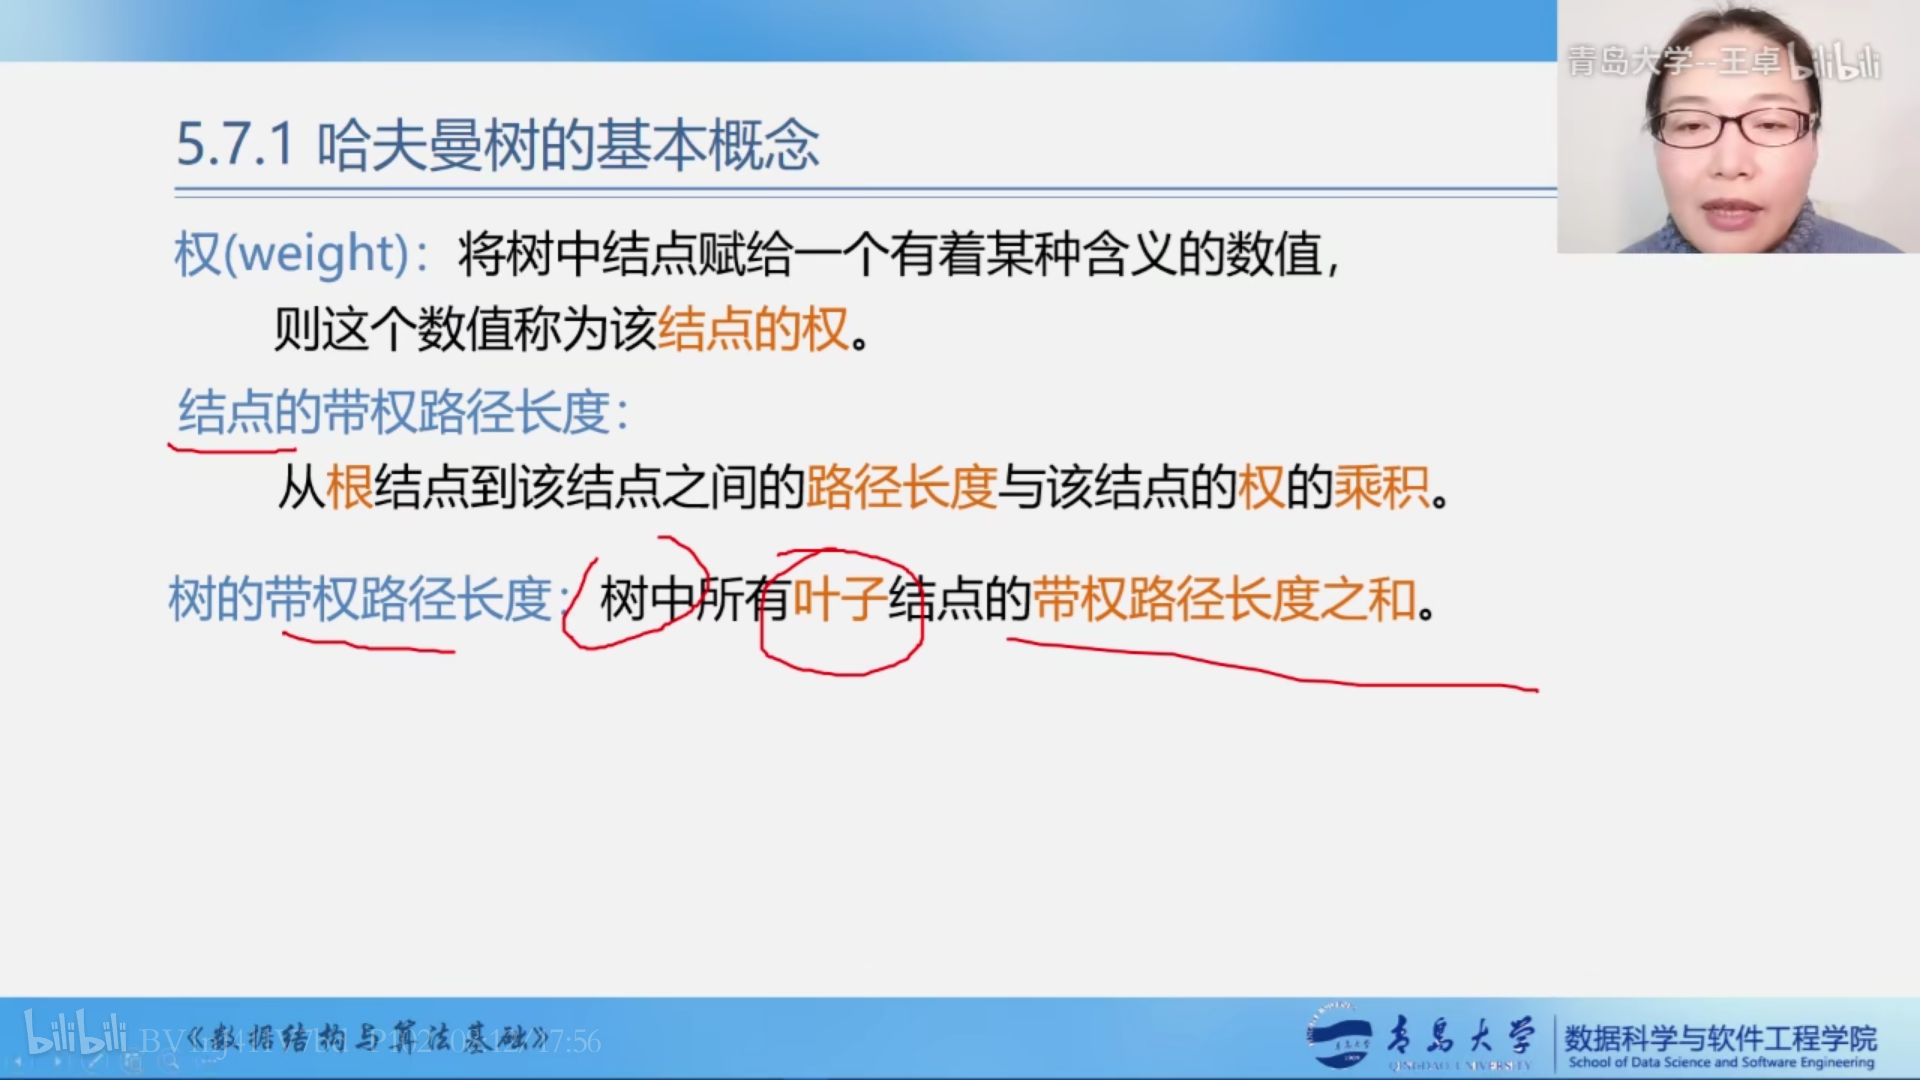 青岛大学--王卓 bilibili
5.7.1 哈夫曼树的基本概念
权(weight)：将树中结点赋给一个有着某种含义的数值，
则这个数值称为该结点的权。
结点的带权路径长度：
从根结点到该结点之间的路径长度与该结点的权的乘积。
树的带权路径长度：树中所有叶子结点的带权路径长度之和。
bilibili
《数据结构与算法基础》
17:56
青岛大学
QINGDAO UNIVERSITY
数据科学与软件工程学院
School of Data Science and Software Engineering